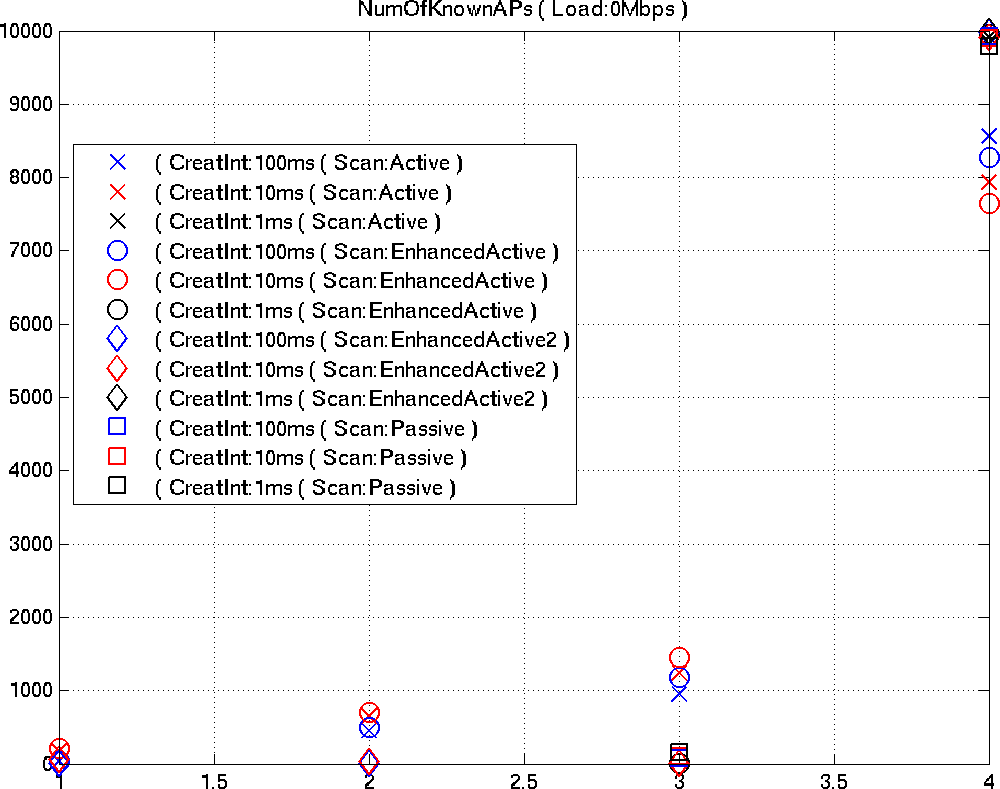 NumOfKnownAPs ( Load:0Mbps )
10000
9000
8000
7000
6000
5000
4000
3000
2000
1000
0
( CreatInt:100ms ( Scan:Active )
( CreatInt:10ms ( Scan:Active )
( CreatInt:1ms ( Scan:Active )
( CreatInt:100ms ( Scan:EnhancedActive )
( CreatInt:10ms ( Scan:EnhancedActive )
( CreatInt:1ms ( Scan:EnhancedActive )
( CreatInt:100ms ( Scan:EnhancedActive2 )
( CreatInt:10ms ( Scan:EnhancedActive2 )
( CreatInt:1ms ( Scan:EnhancedActive2 )
( CreatInt:100ms ( Scan:Passive )
( CreatInt:10ms ( Scan:Passive )
( CreatInt:1ms ( Scan:Passive )
1 1.5 2 2.5 3 3.5 4